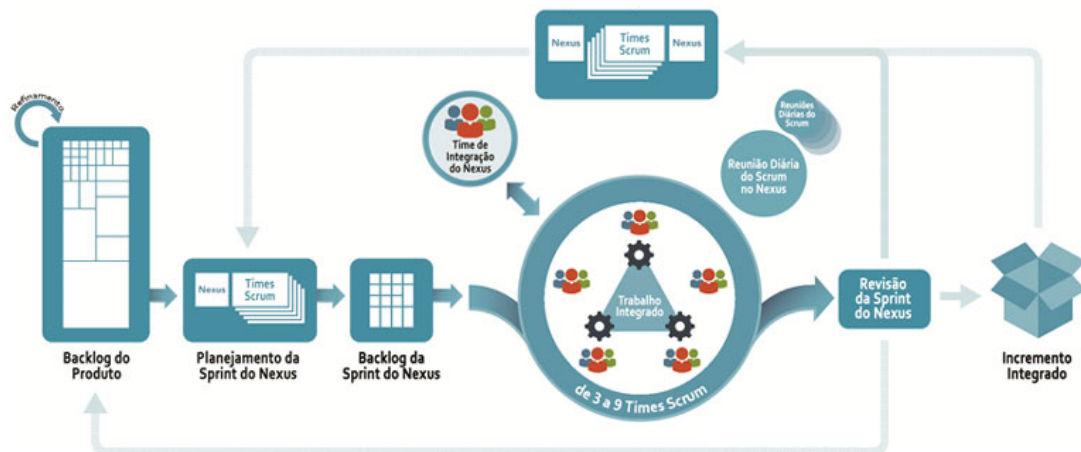 Nexus
Times
Scrum
Nexus
Refinamento
Time de
Integração
do Nexus
Reuniões
Diárias do
Scrum
Reunião Diária
do Scrum
no Nexus
Nexus
Times
Scrum
Trabalho
Integrado
Revisão
da Sprint
do Nexus
Backlog do
Produto
Planejamento da
Sprint do Nexus
Backlog da
Sprint do Nexus
de 3 a 9 Times Scrum
Incremento
Integrado